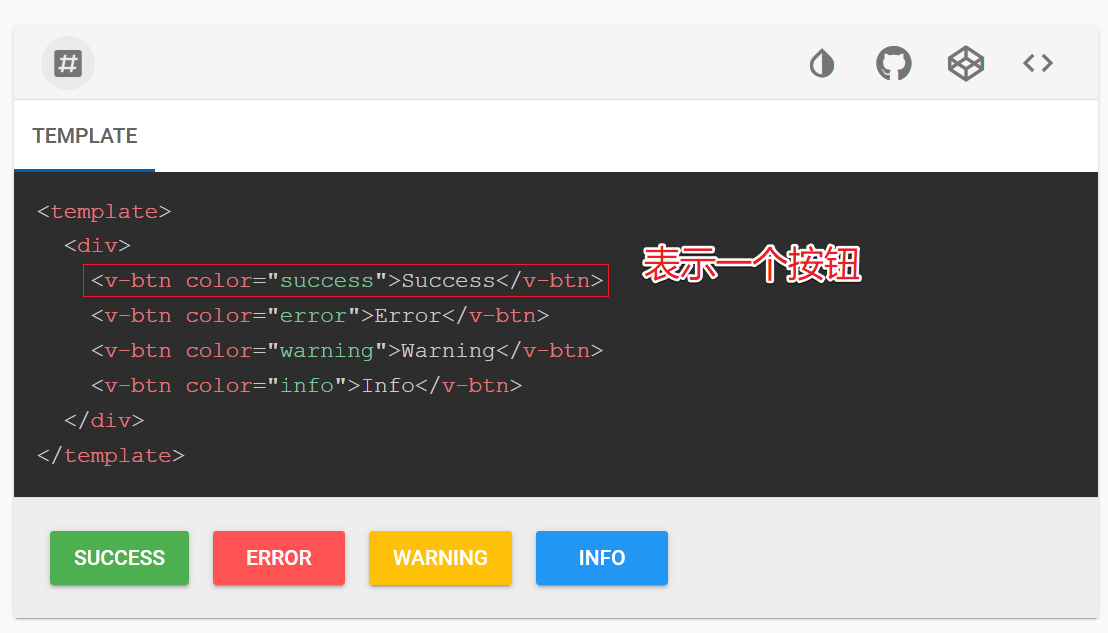 TEMPLATE
<template>
<div>
<v-btn color="success">Success</v-btn>
表示一个按钮
<v-btn color="error">Error</v-btn>
<v-btn color="warning">Warning</v-btn>
<v-btn color="info">Info</v-btn>
</div>
</template>
SUCCESS ERROR WARNING INFO